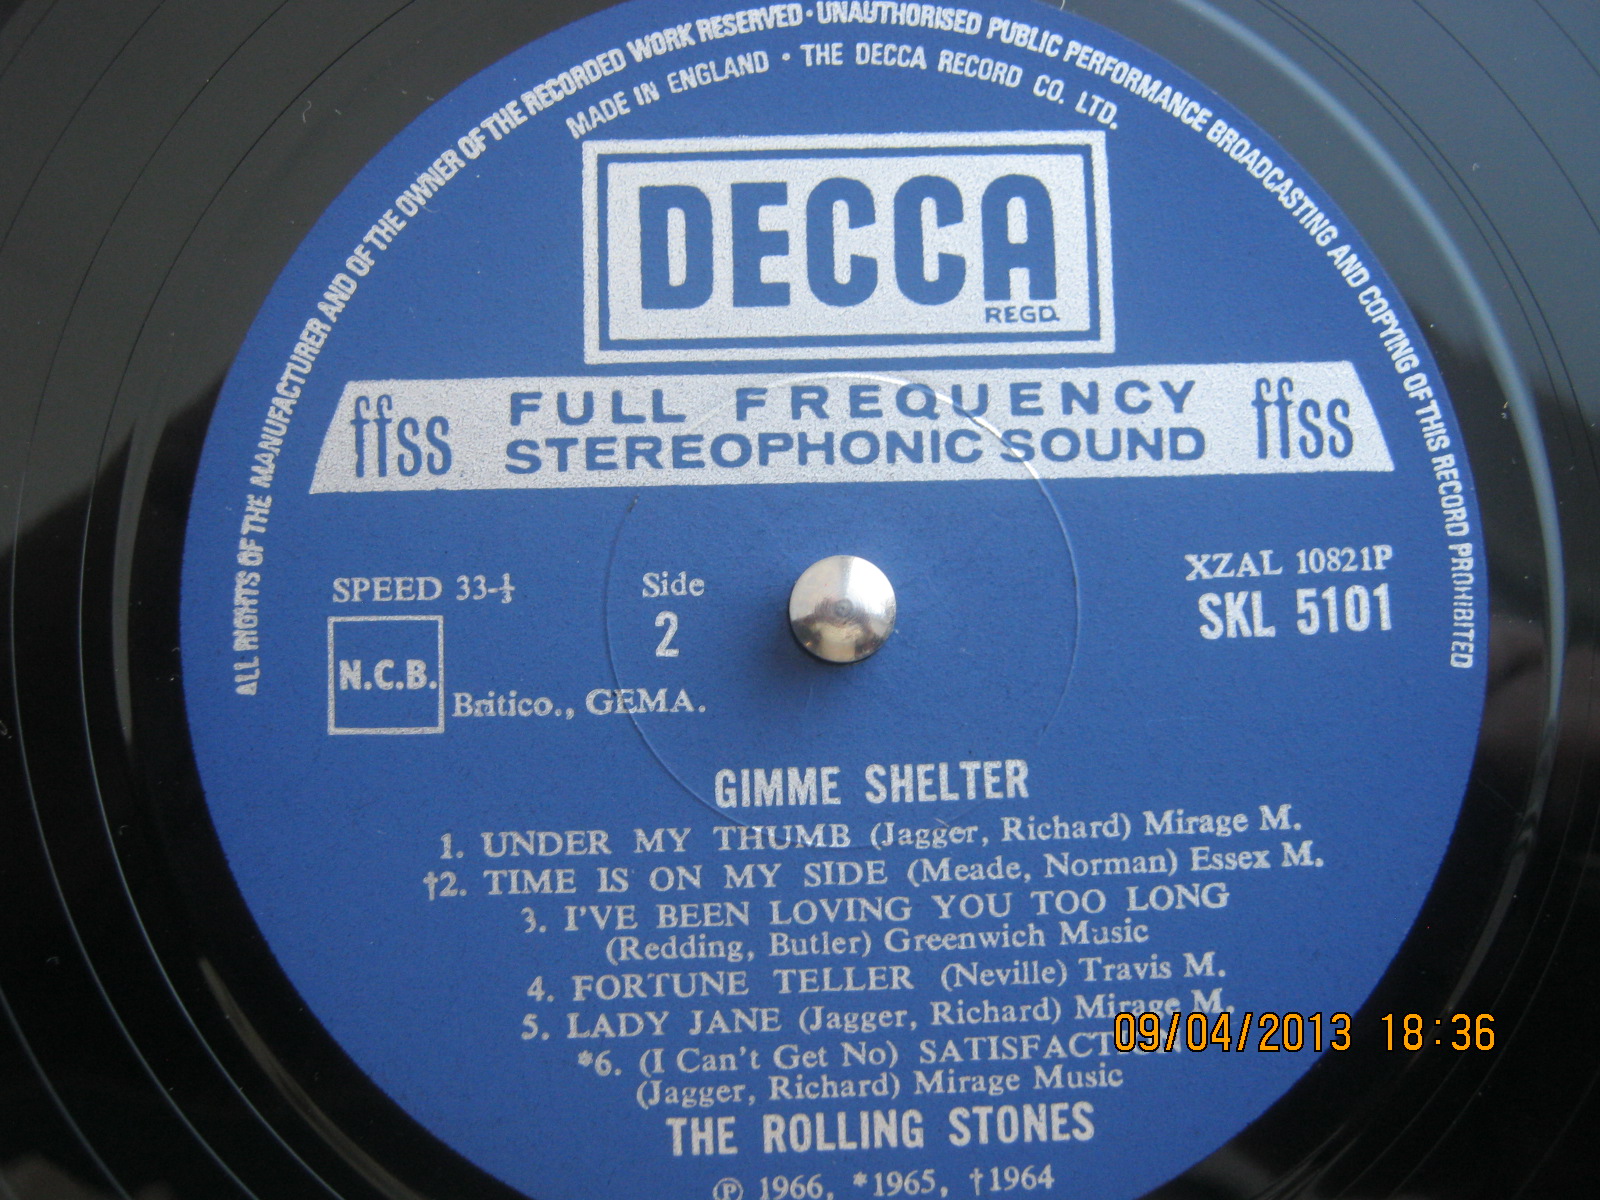 ALL RIGHTS OF THE MANUFACTURER AND OF THE OWNER OF THE RECORDED WORK RESERVED · UNAUTHORISED PUBLIC PERFORMANCE BROADCASTING AND COPYING OF THIS RECORD PROHIBITED
MADE IN ENGLAND · THE DECCA RECORD CO. LTD.
DECCA
REGD.
ffss FULL FREQUENCY STEREOPHONIC SOUND ffss
SPEED 33-⅓
Side
2
XZAL 10821P
SKL 5101
N.C.B.
Britico., GEMA.
GIMME SHELTER
1. UNDER MY THUMB (Jagger, Richard) Mirage M.
†2. TIME IS ON MY SIDE (Meade, Norman) Essex M.
3. I'VE BEEN LOVING YOU TOO LONG
(Redding, Butler) Greenwich Music
4. FORTUNE TELLER (Neville) Travis M.
5. LADY JANE (Jagger, Richard) Mirage M.
*6. (I Can't Get No) SATISFACTION
(Jagger, Richard) Mirage Music
THE ROLLING STONES
℗ 1966, *1965, †1964
09/04/2013 18:36